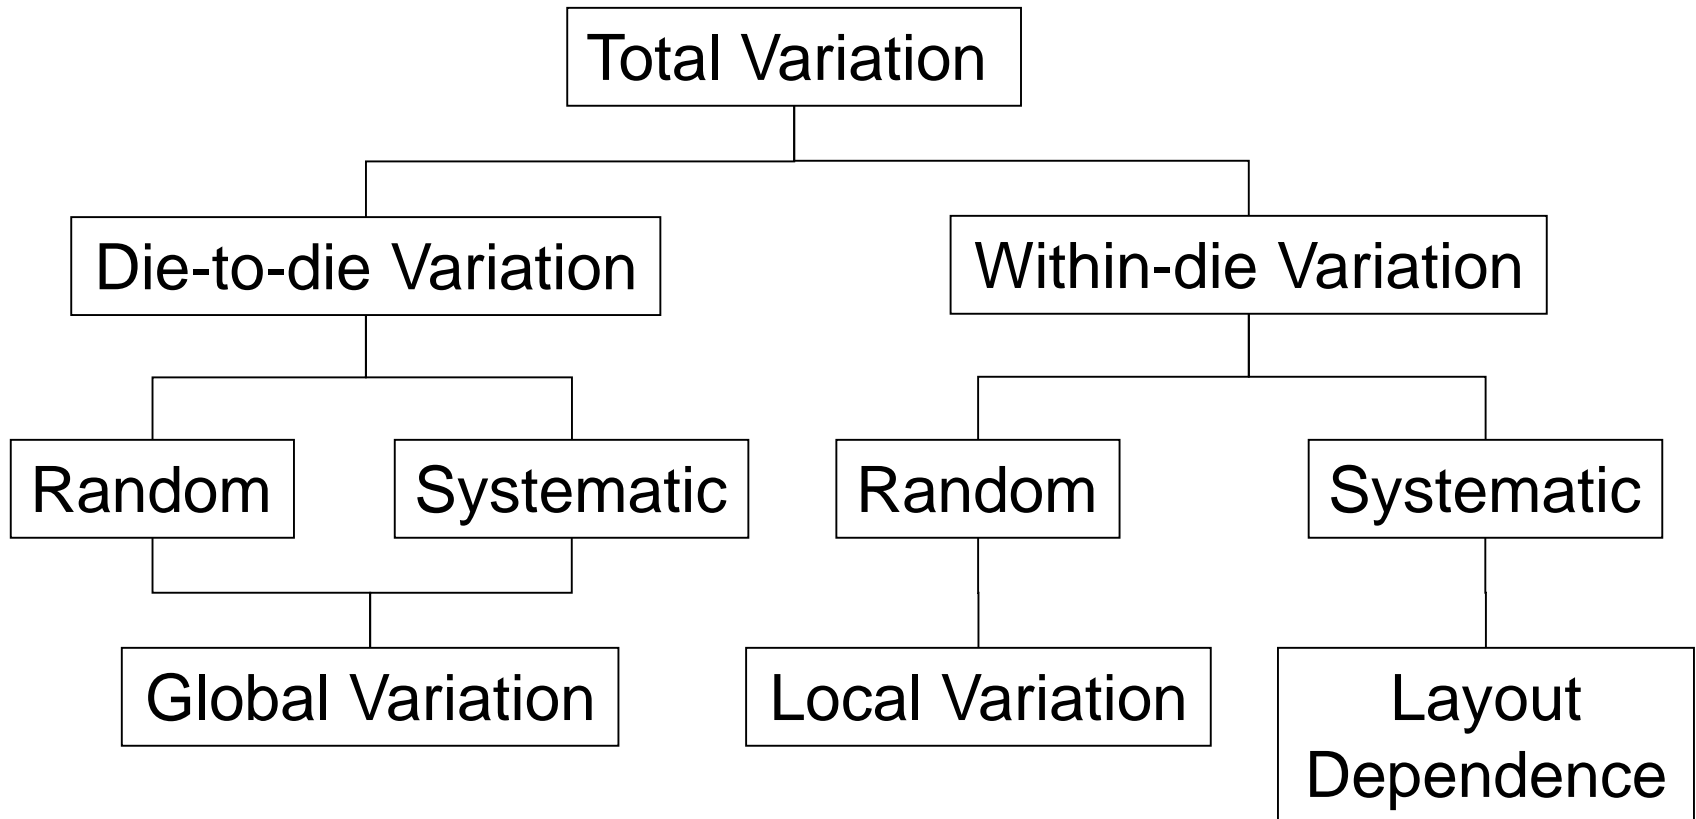 Total Variation
Die-to-die Variation
Within-die Variation
Random
Systematic
Random
Systematic
Global Variation
Local Variation
Layout
Dependence